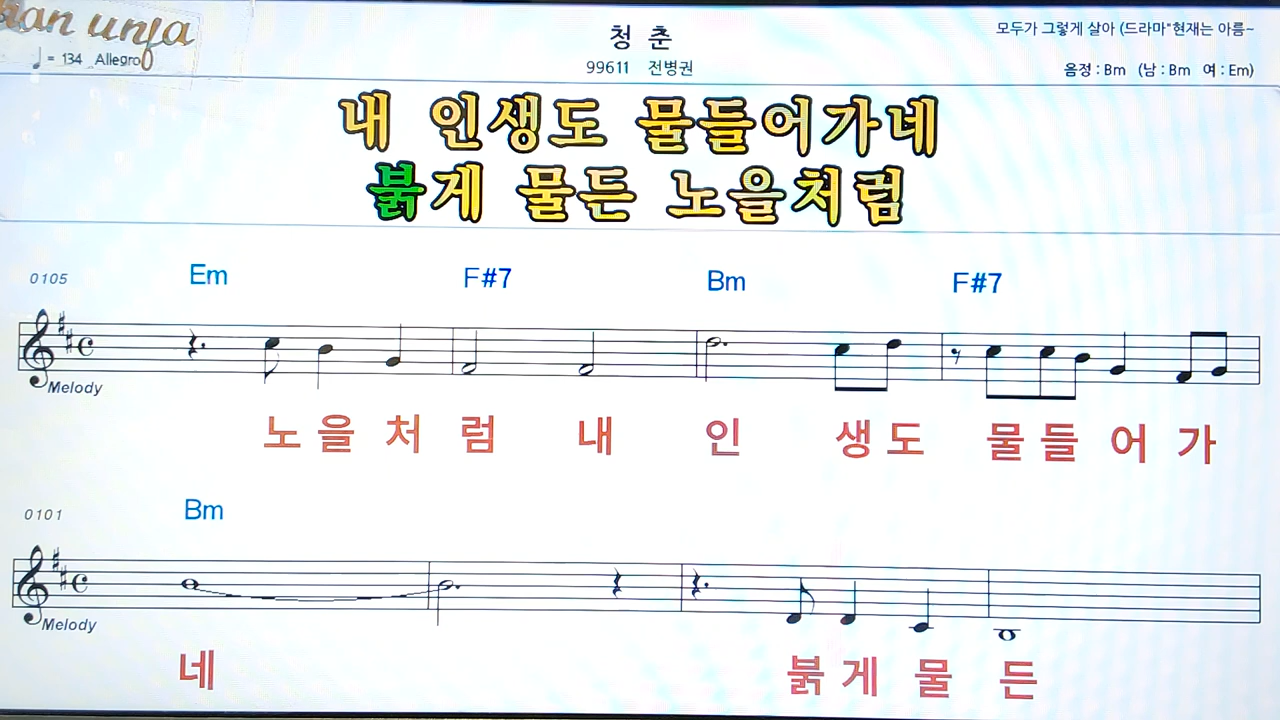 ♩= 134 Allegro
청 춘
99611 전병권
모두가 그렇게 살아 (드라마"현재는 아름~
음정 : Bm (남 : Bm 여 : Em)
내 인생도 물들어가네
붉게 물든 노을처럼
0105 Em F#7 Bm F#7
Melody
노 을 처 럼 내 인 생 도 물 들 어 가
0101 Bm
Melody
네 붉 게 물 든